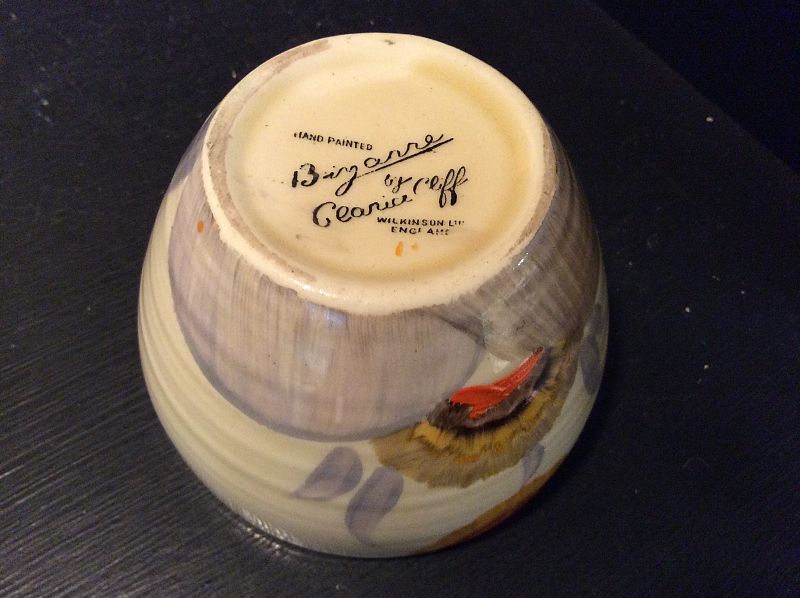 HAND PAINTED
Bizarre
by
Clarice Cliff
WILKINSON LTD
ENGLAND